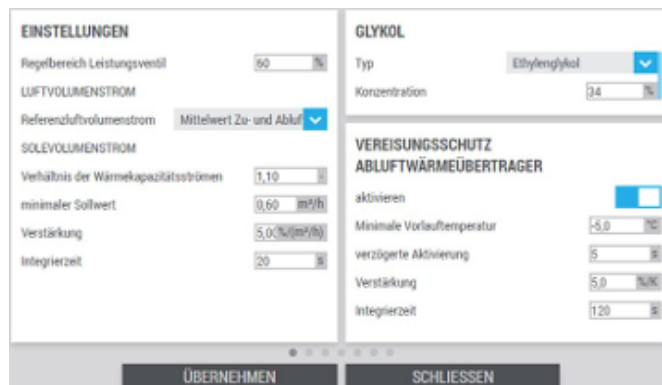 EINSTELLUNGEN
Regelbereich Leistungsventil 60 %
LUFTVOLUMENSTROM
Referenzluftvolumenstrom Mittelwert Zu- und Abluf
SOLEVOLUMENSTROM
Verhältnis der Wärmekapazitätsströmen 1,10 -
minimaler Sollwert 0,60 m³/h
Verstärkung 5,0( %/(m³/h)
Integrierzeit 20 s
GLYKOL
Typ Ethylenglykol
Konzentration 34 %
VEREISUNGSSCHUTZ
ABLUFTWÄRMEÜBERTRAGER
aktivieren
Minimale Vorlauftemperatur -5,0 °C
verzögerte Aktivierung 5 s
Verstärkung 5,0 %/K
Integrierzeit 120 s
ÜBERNEHMEN
SCHLIESSEN